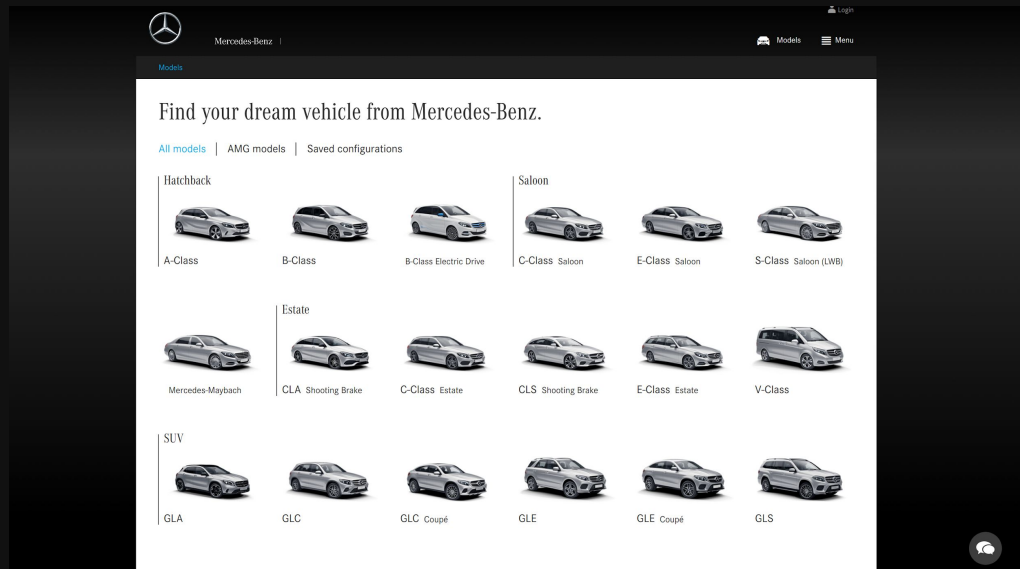 Login
Mercedes-Benz
Models
Menu
Models
Find your dream vehicle from Mercedes-Benz.
All models | AMG models | Saved configurations
Hatchback
Saloon
A-Class
B-Class
B-Class Electric Drive
C-Class Saloon
E-Class Saloon
S-Class Saloon (LWB)
Estate
Mercedes-Maybach
CLA Shooting Brake
C-Class Estate
CLS Shooting Brake
E-Class Estate
V-Class
SUV
GLA
GLC
GLC Coupé
GLE
GLE Coupé
GLS